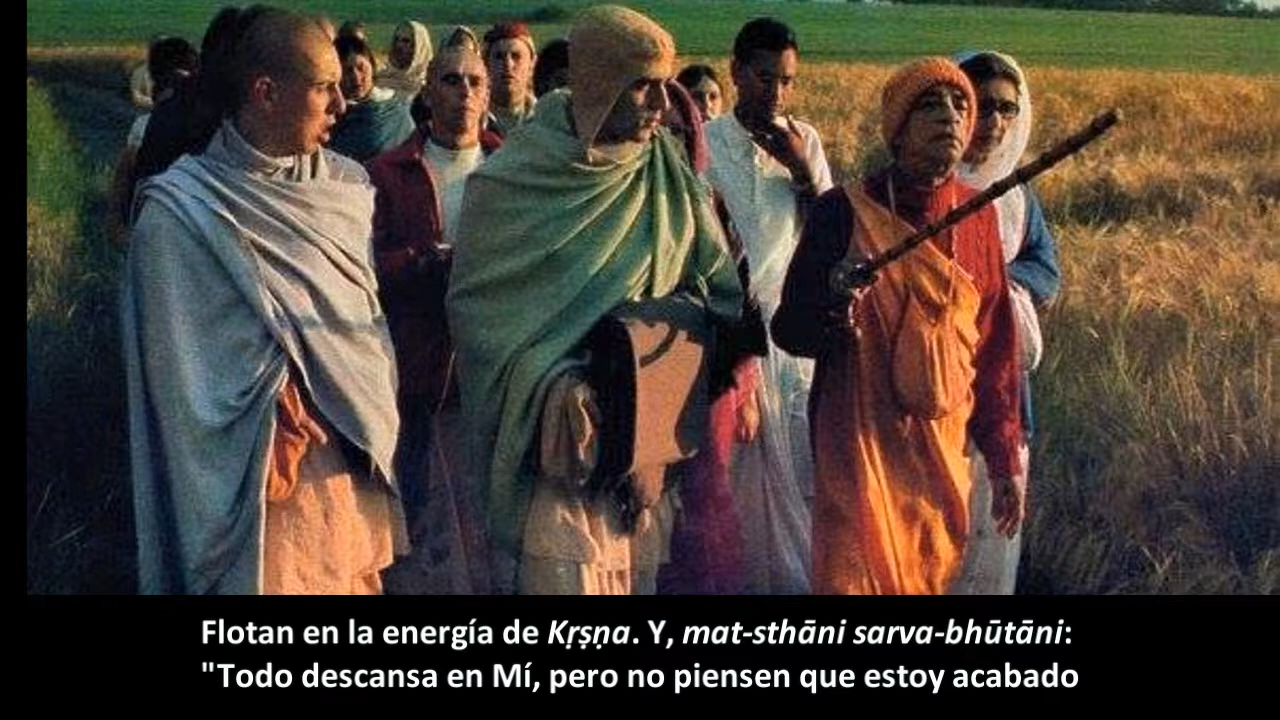 Flotan en la energía de Kṛṣṇa. Y, mat-sthāni sarva-bhūtāni:
"Todo descansa en Mí, pero no piensen que estoy acabado